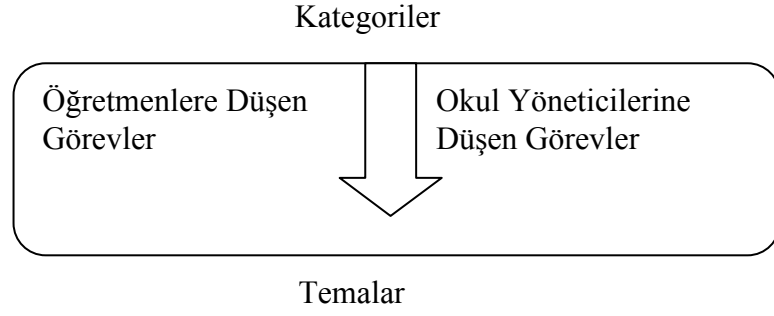 Kategoriler
Öğretmenlere Düşen
Görevler
Okul Yöneticilerine
Düşen Görevler
Temalar